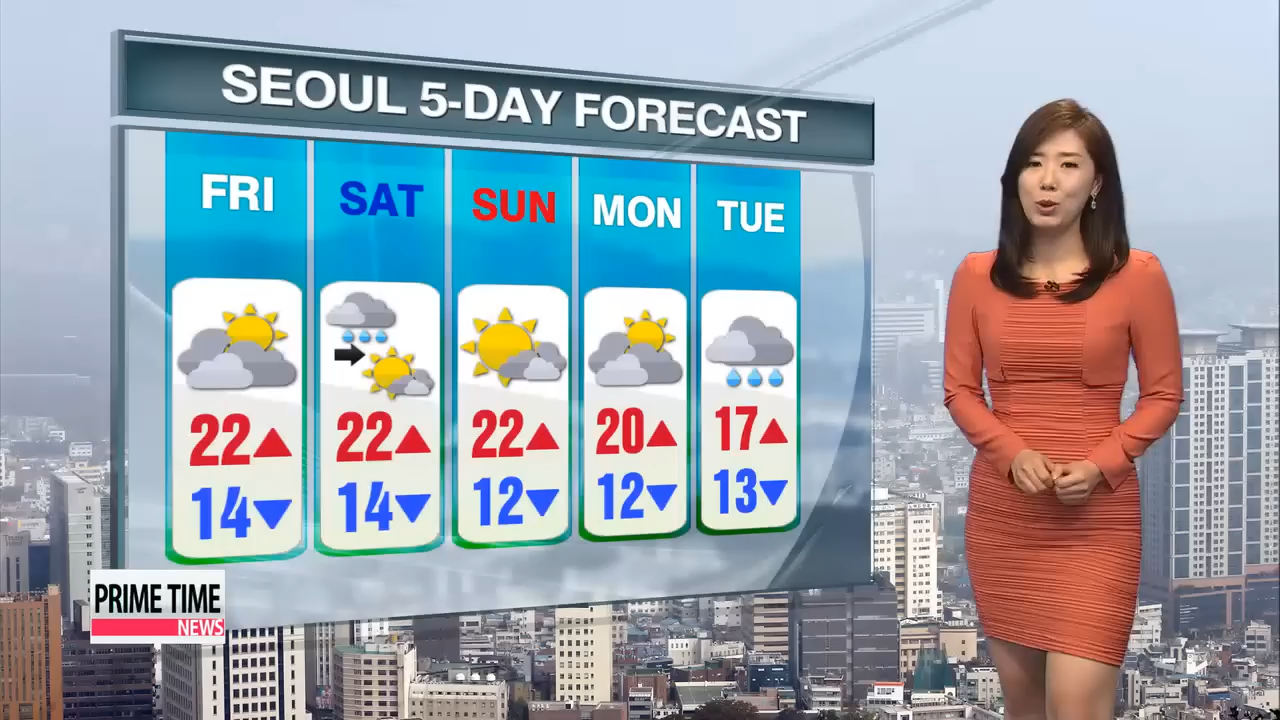 SEOUL 5-DAY FORECAST
FRI SAT SUN MON TUE
22 22 22 20 17
14 14 12 12 13
PRIME TIME
NEWS